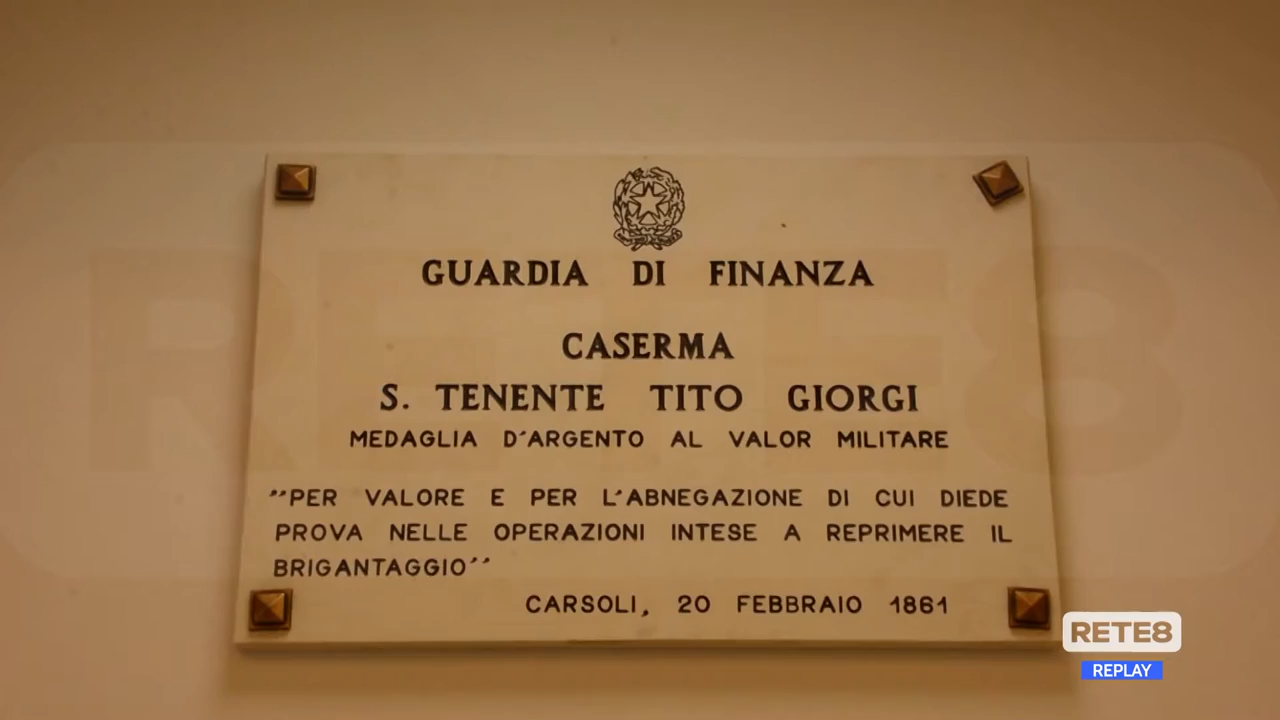 GUARDIA DI FINANZA
CASERMA
S. TENENTE TITO GIORGI
MEDAGLIA D'ARGENTO AL VALOR MILITARE
"PER VALORE E PER L'ABNEGAZIONE DI CUI DIEDE
PROVA NELLE OPERAZIONI INTESE A REPRIMERE IL
BRIGANTAGGIO"
CARSOLI, 20 FEBBRAIO 1861
RETE8
RETE8
REPLAY